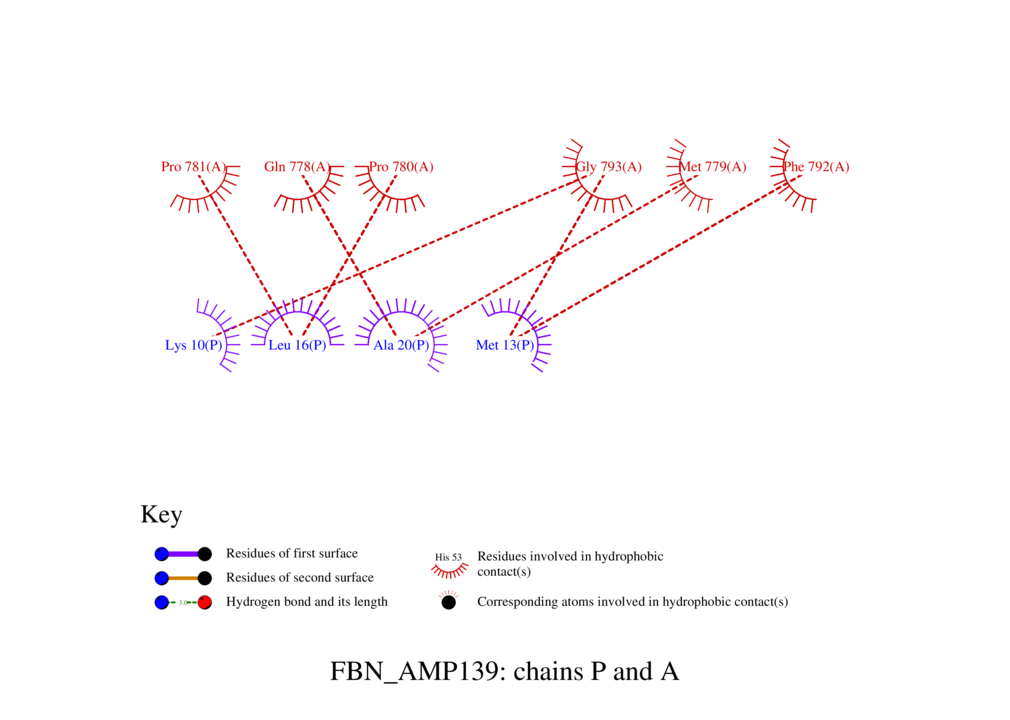 Pro 781(A) Gln 778(A) Pro 780(A) Gly 793(A) Met 779(A) Phe 792(A)
Lys 10(P) Leu 16(P) Ala 20(P) Met 13(P)
Key
Residues of first surface
Residues of second surface
3.0 Hydrogen bond and its length
His 53 Residues involved in hydrophobic
contact(s)
Corresponding atoms involved in hydrophobic contact(s)
FBN_AMP139: chains P and A